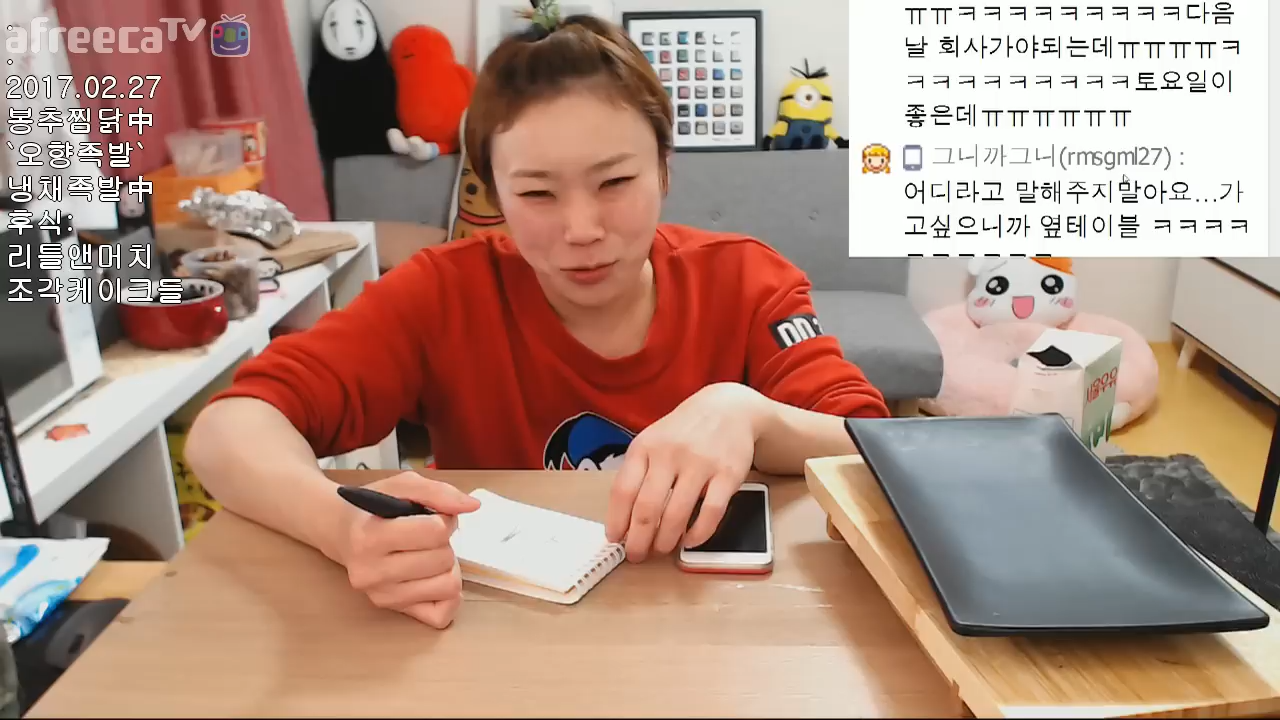 afreecaTV
2017.02.27
봉추찜닭中
`오향족발`
냉채족발中
후식:
리틀앤머치
조각케이크들
ㅠㅠㅋㅋㅋㅋㅋㅋㅋㅋㅋ다음
날 회사가야되는데ㅠㅠㅠㅠㅋ
ㅋㅋㅋㅋㅋㅋㅋㅋㅋ토요일이
좋은데ㅠㅠㅠㅠㅠㅠ
그니까그니(rmsgml27) :
어디라고 말해주지말아요...가
고싶으니까 옆테이블 ㅋㅋㅋㅋ